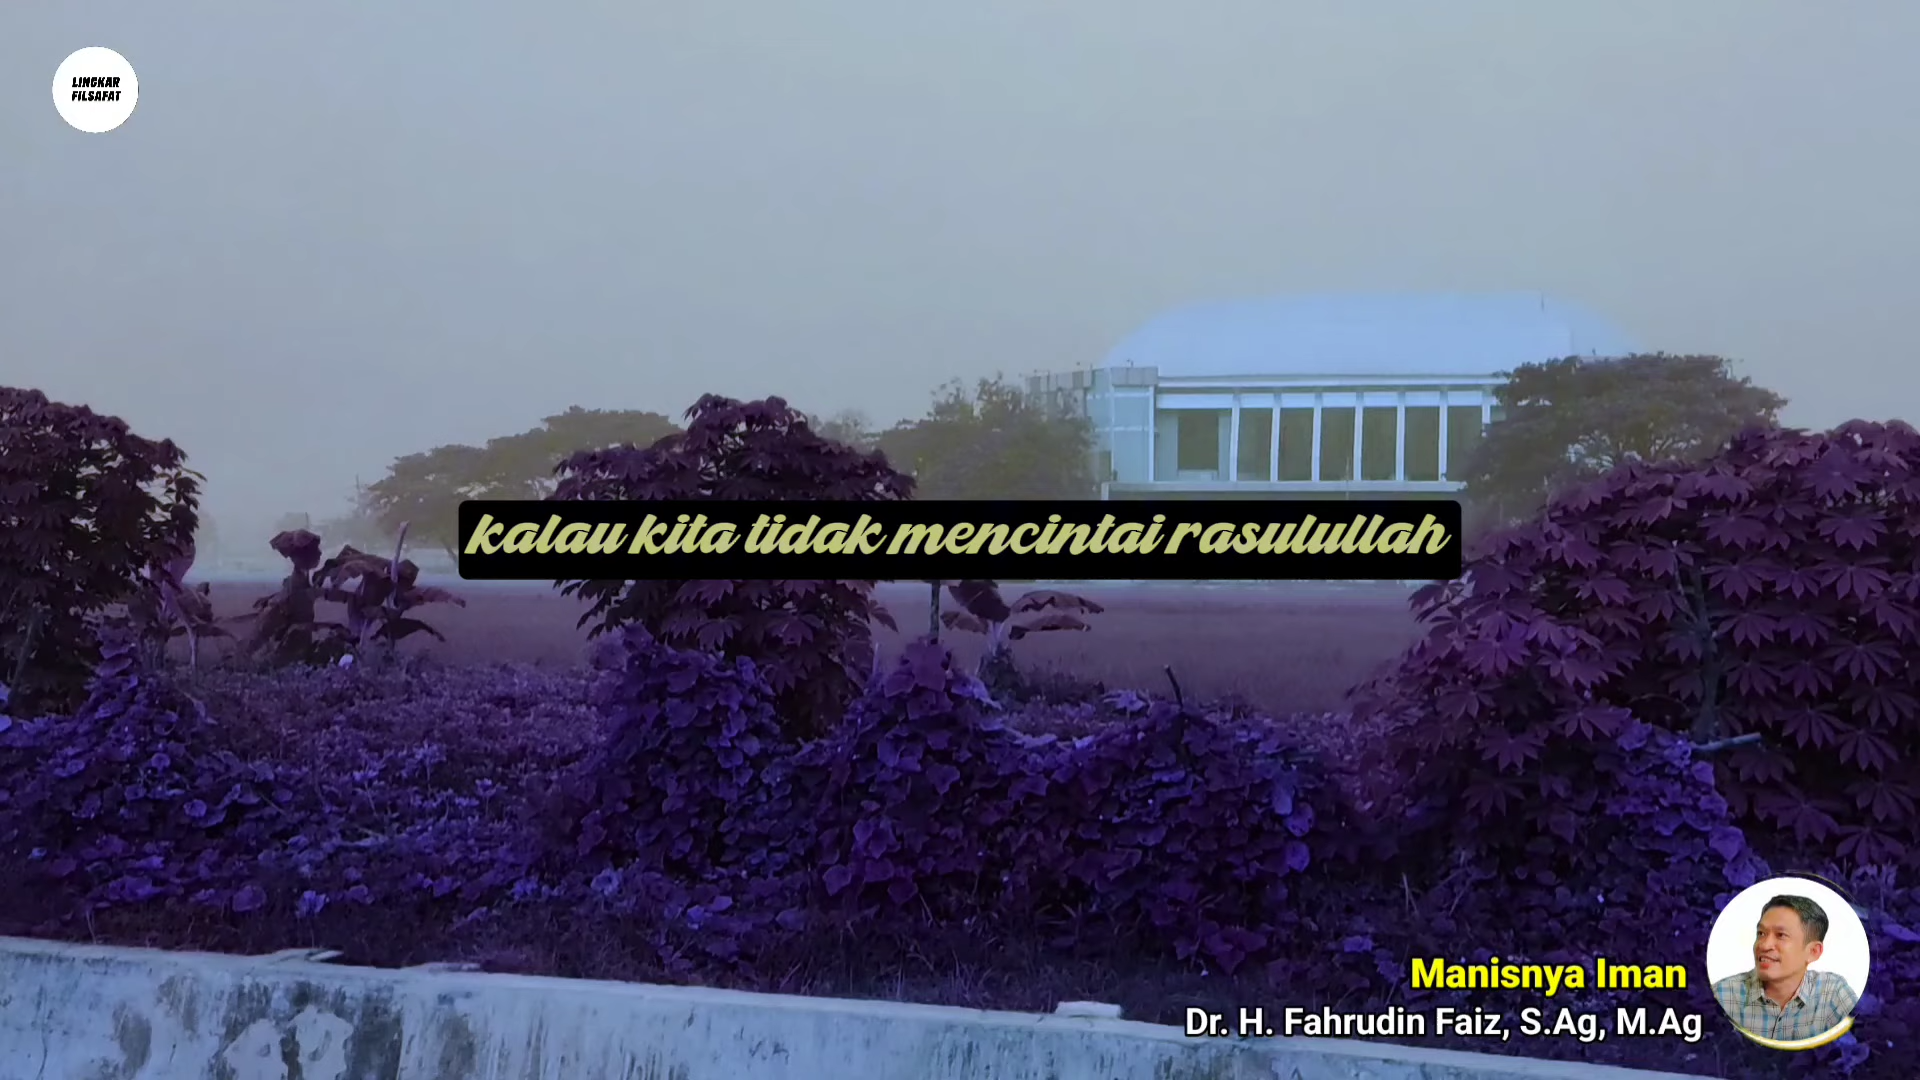 LINGKAR
FILSAFAT
kalau kita tidak mencintai rasulullah
Manisnya Iman
Dr. H. Fahrudin Faiz, S.Ag, M.Ag